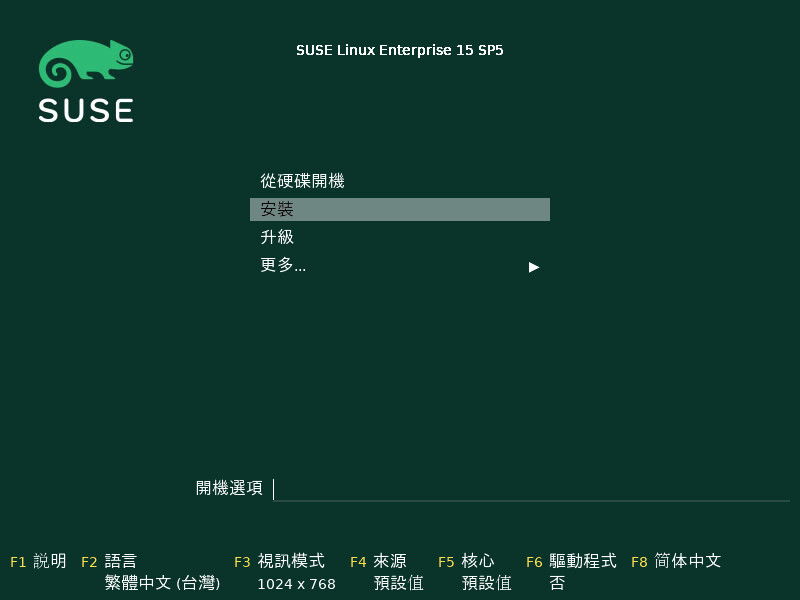 SUSE Linux Enterprise 15 SP5
SUSE
從硬碟開機
安裝
升級
更多...
開機選項
F1 説明 F2 語言 F3 視訊模式 F4 來源 F5 核心 F6 驅動程式 F8 简体中文
繁體中文 (台灣) 1024 x 768 預設值 預設值 否